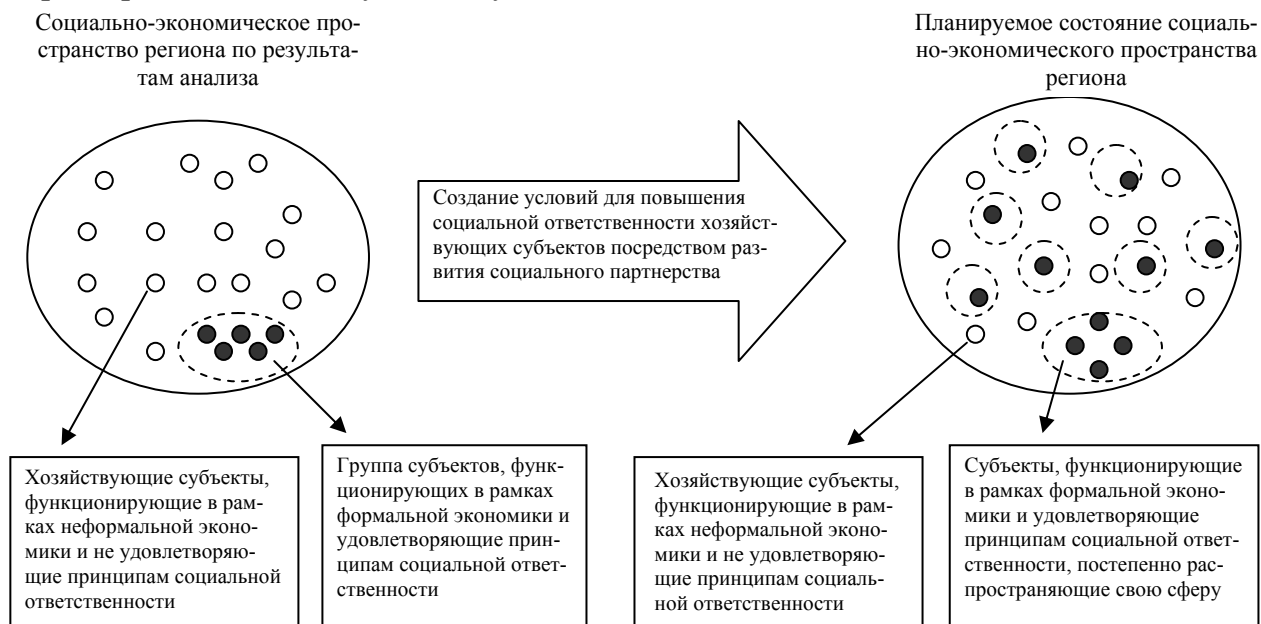 Социально-экономическое про-
странство региона по результа-
там анализа
Планируемое состояние социаль-
но-экономического пространства
региона
Создание условий для повышения
социальной ответственности хозяйст-
вующих субъектов посредством раз-
вития социального партнерства
Хозяйствующие субъекты,
функционирующие в рам-
ках неформальной эконо-
мики и не удовлетворяю-
щие принципам социальной
ответственности
Группа субъектов, функ-
ционирующих в рамках
формальной экономики и
удовлетворяющие прин-
ципам социальной ответ-
ственности
Хозяйствующие субъекты,
функционирующие в рам-
ках неформальной эконо-
мики и не удовлетворяю-
щие принципам социаль-
ной ответственности
Субъекты, функционирующие
в рамках формальной эконо-
мики и удовлетворяющие
принципам социальной ответ-
ственности, постепенно рас-
пространяющие свою сферу